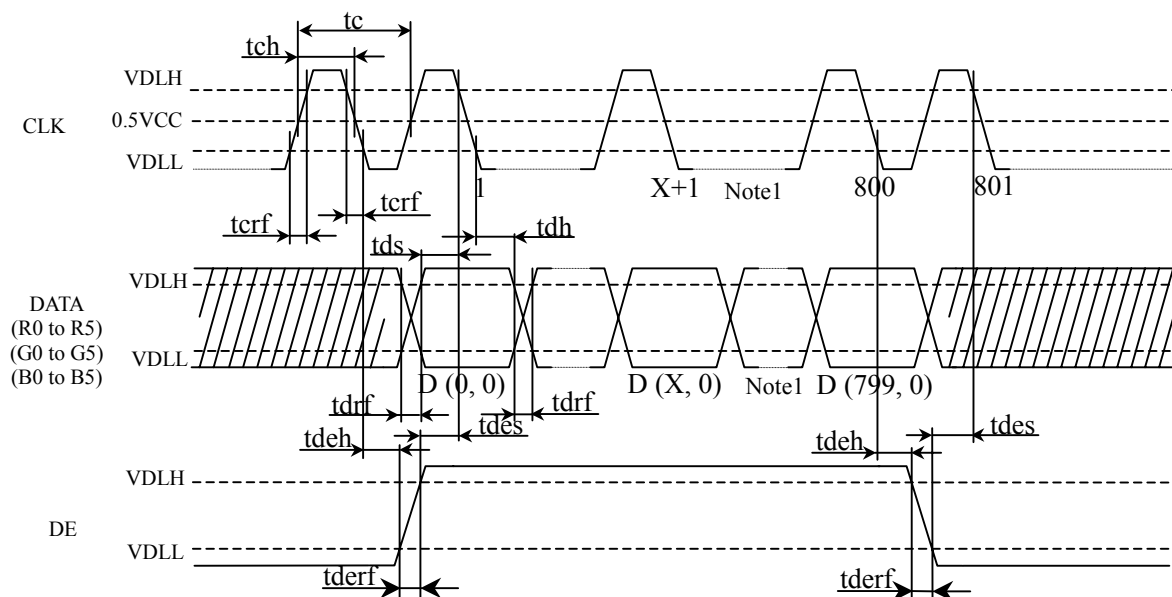 tc
tch
VDLH
CLK
0.5VCC
VDLL
1
X+1
Note1
800
801
tcrf
tcrf
tds
tdh
VDLH
DATA
(R0 to R5)
(G0 to G5)
(B0 to B5)
VDLL
D (0, 0)
D (X, 0)
Note1
D (799, 0)
tdrf
tdrf
tdeh
tdes
tdeh
tdes
VDLH
DE
VDLL
tderf
tderf